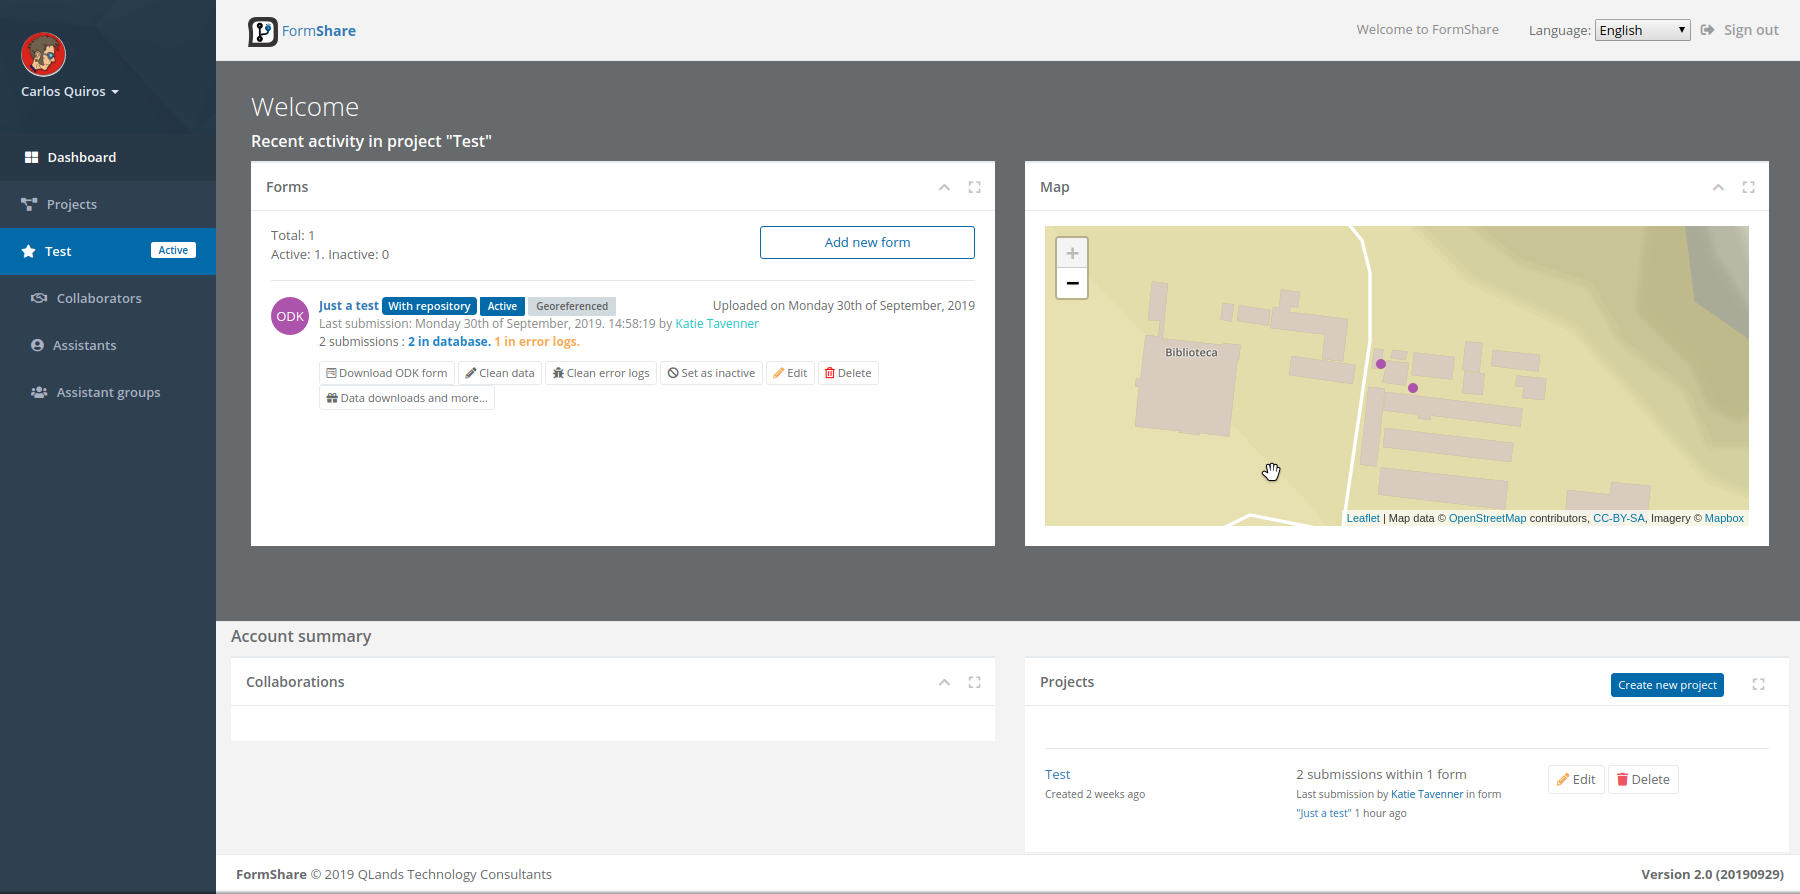 Carlos Quiros
Dashboard
Projects
Test Active
Collaborators
Assistants
Assistant groups
FormShare
Welcome to FormShare Language: English Sign out
Welcome
Recent activity in project "Test"
Forms
Total: 1
Active: 1. Inactive: 0
Add new form
ODK
Just a test With repository Active Georeferenced Uploaded on Monday 30th of September, 2019
Last submission: Monday 30th of September, 2019. 14:58:19 by Katie Tavenner
2 submissions : 2 in database. 1 in error logs.
Download ODK form Clean data Clean error logs Set as inactive Edit Delete
Data downloads and more...
Map
+
−
Biblioteca
Leaflet | Map data © OpenStreetMap contributors, CC-BY-SA, Imagery © Mapbox
Account summary
Collaborations
Projects
Create new project
Test
Created 2 weeks ago
2 submissions within 1 form
Last submission by Katie Tavenner in form
"Just a test" 1 hour ago
Edit Delete
FormShare © 2019 QLands Technology Consultants
Version 2.0 (20190929)